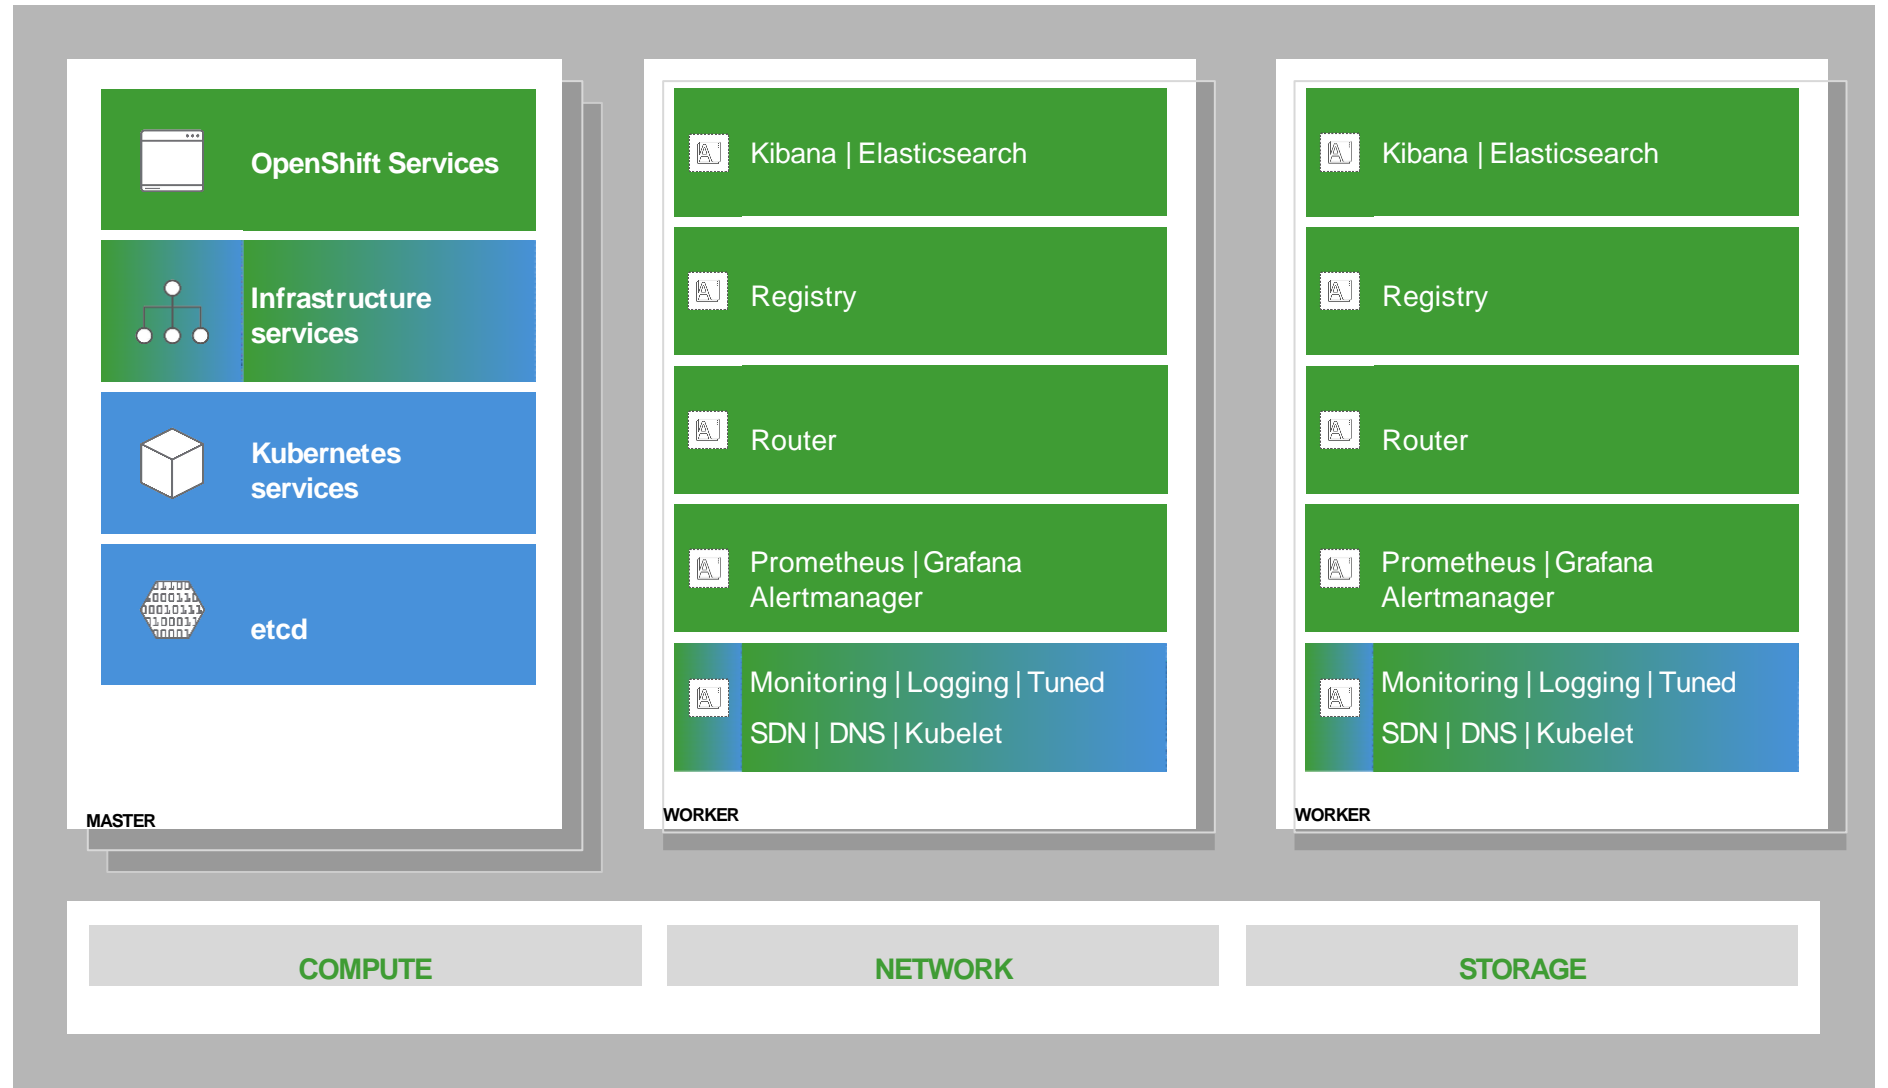 OpenShift Services
Infrastructure
services
Kubernetes
services
etcd
MASTER
Kibana | Elasticsearch
Registry
Router
Prometheus | Grafana
Alertmanager
Monitoring | Logging | Tuned
SDN | DNS | Kubelet
WORKER
Kibana | Elasticsearch
Registry
Router
Prometheus | Grafana
Alertmanager
Monitoring | Logging | Tuned
SDN | DNS | Kubelet
WORKER
COMPUTE
NETWORK
STORAGE